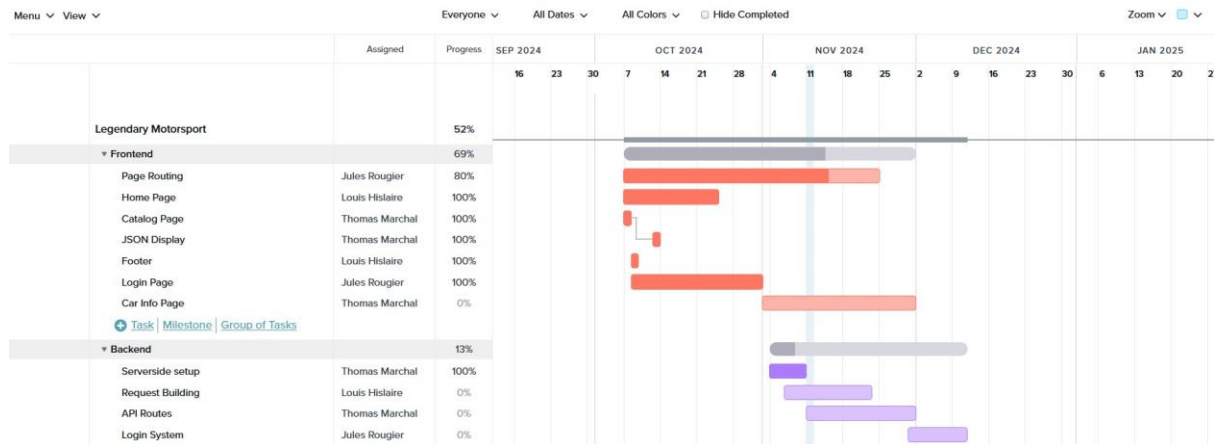 Menu View Everyone All Dates All Colors Hide Completed Zoom
Assigned Progress SEP 2024 OCT 2024 NOV 2024 DEC 2024 JAN 2025
16 23 30 7 14 21 28 4 11 18 25 2 9 16 23 30 6 13 20 2
Legendary Motorsport 52%
Frontend 69%
Page Routing Jules Rougier 80%
Home Page Louis Hislaire 100%
Catalog Page Thomas Marchal 100%
JSON Display Thomas Marchal 100%
Footer Louis Hislaire 100%
Login Page Jules Rougier 100%
Car Info Page Thomas Marchal 0%
Task Milestone Group of Tasks
Backend 13%
Serverside setup Thomas Marchal 100%
Request Building Louis Hislaire 0%
API Routes Thomas Marchal 0%
Login System Jules Rougier 0%